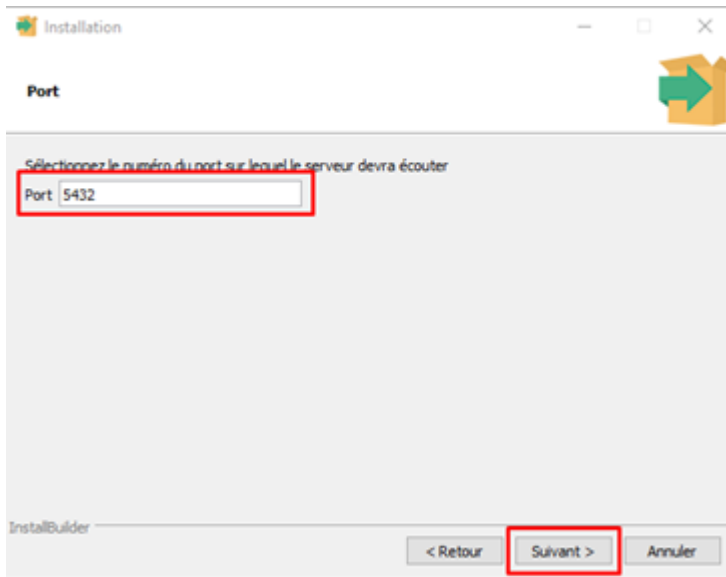 Installation
Port
Sélectionnez le numéro du port sur lequel le serveur devra écouter
Port 5432
InstallBuilder
< Retour
Suivant >
Annuler